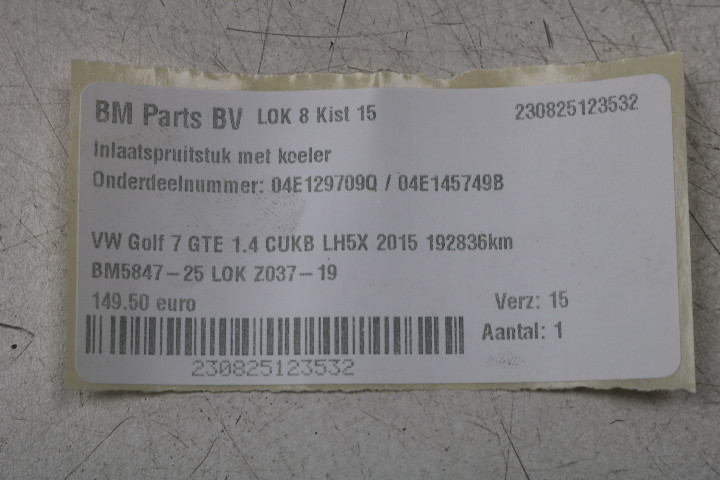 BM Parts BV LOK 8 Kist 15 230825123532
Inlaatspruitstuk met koeler
Onderdeelnummer: 04E129709Q / 04E145749B
VW Golf 7 GTE 1.4 CUKB LH5X 2015 192836km
BM5847-25 LOK Z037-19
149.50 euro Verz: 15
Aantal: 1
230825123532